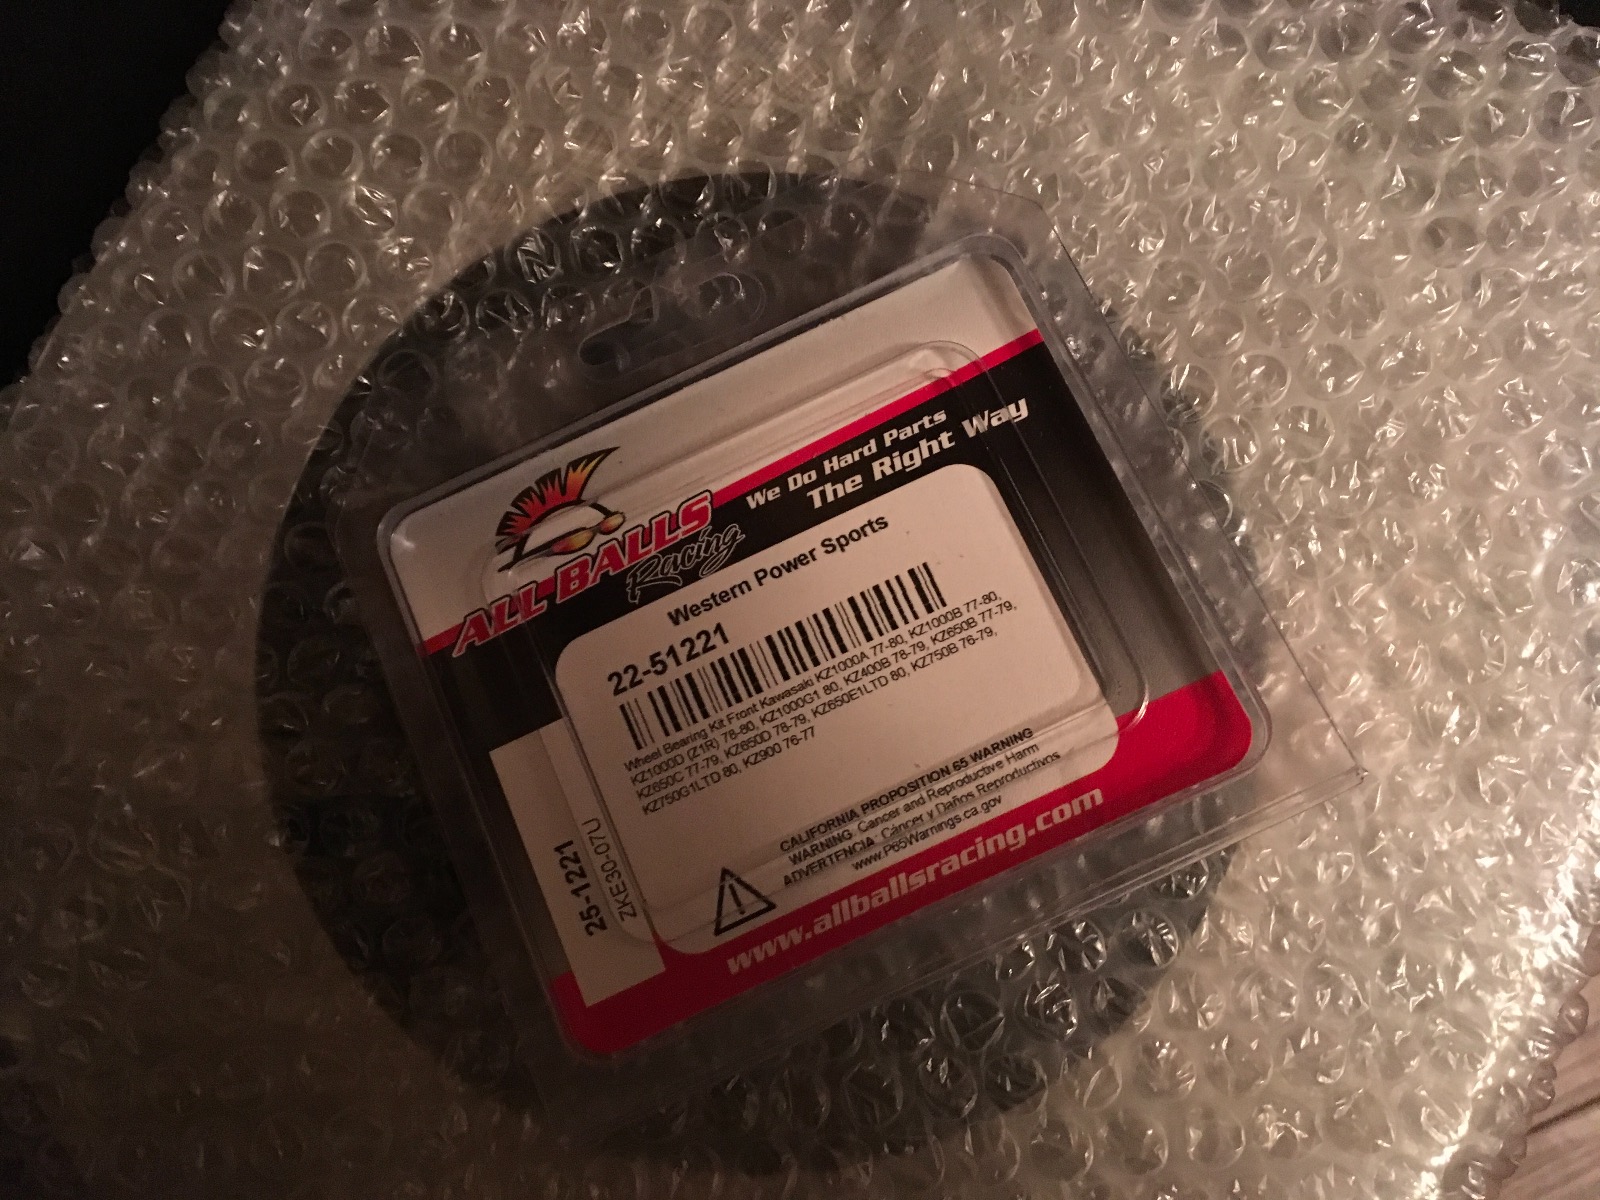 ALL BALLS
Racing
We Do Hard Parts
The Right Way
Western Power Sports
22-51221
Wheel Bearing Kit Front Kawasaki KZ1000A 77-80, KZ1000B 77-80,
KZ1000D (Z1R) 78-80, KZ1000G1 80, KZ400B 78-79, KZ650B 77-79,
KZ650C 77-79, KZ650D 78-79, KZ650E1LTD 80, KZ750B 76-79,
KZ750G1LTD 80, KZ900 76-77
CALIFORNIA PROPOSITION 65 WARNING
WARNING: Cancer and Reproductive Harm
ADVERTENCIA: Cáncer y Daños Reproductivos
www.P65Warnings.ca.gov
25-1221
ZKE30-07U
www.allballsracing.com